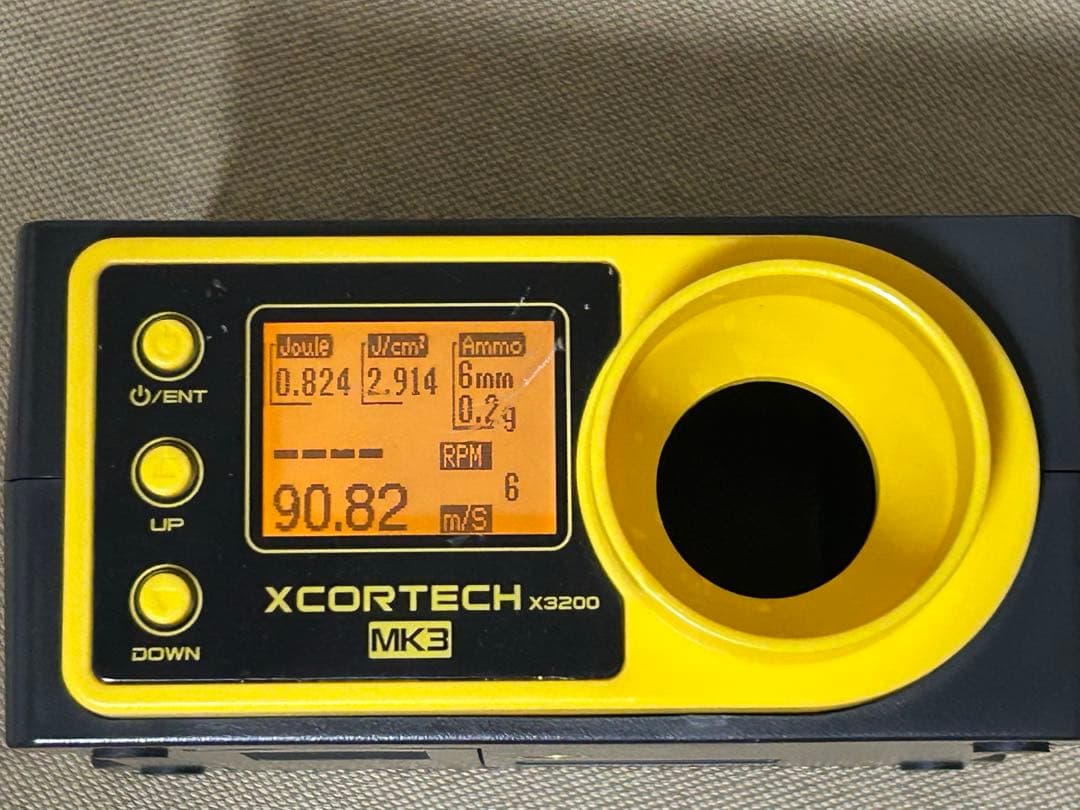 ⏻/ENT
UP
DOWN
Joule J/cm² Ammo
0.824 2.914 6mm
0.2g
---- RPM
6
90.82 m/S
XCORTECH X3200
MK3